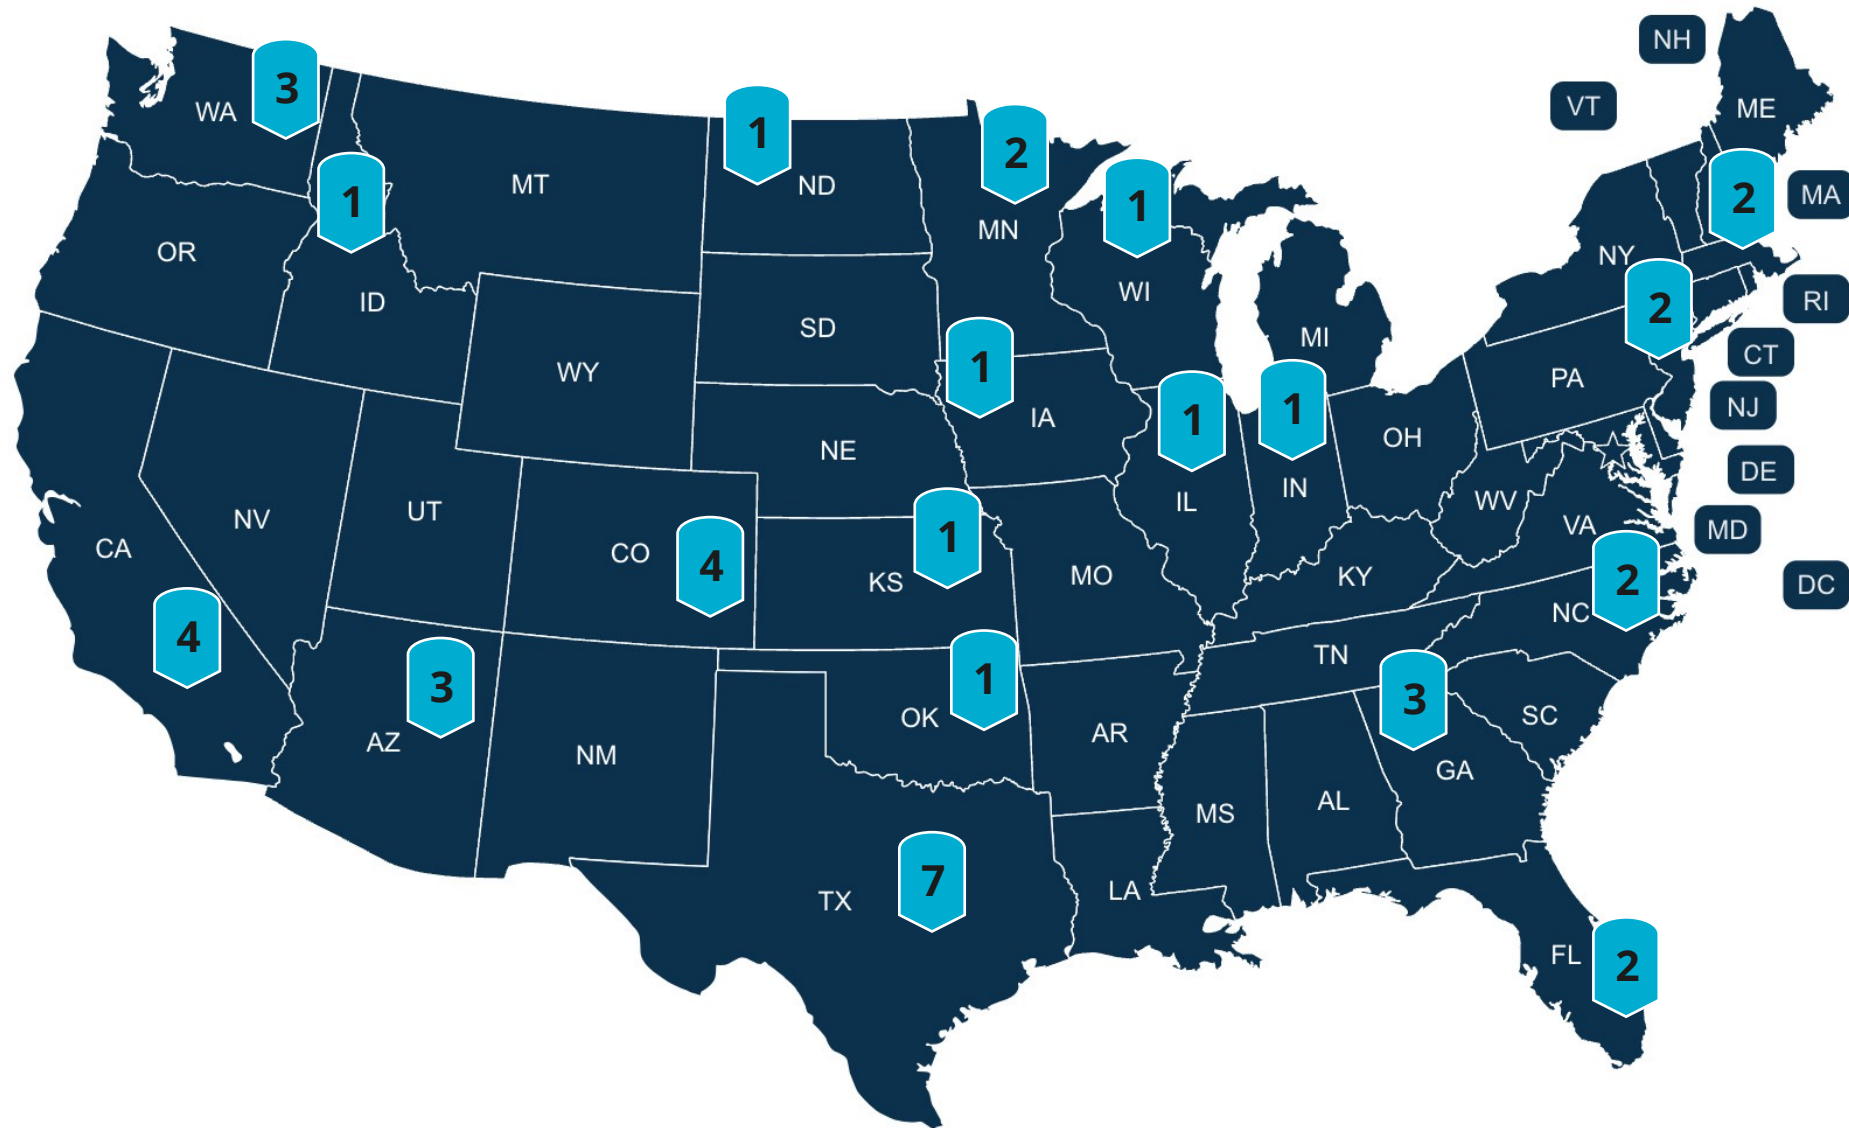 NH
VT
ME
WA
3
1
ND
2
MT
1
MN
1
WI
2
MA
OR
ID
SD
NY
2
RI
WY
1
IA
MI
CT
PA
NJ
NE
1
IL
1
IN
OH
DE
WV
VA
MD
CA
NV
UT
CO
4
1
KS
MO
KY
2
NC
DC
4
3
AZ
NM
1
OK
AR
TN
3
GA
SC
TX
7
LA
MS
AL
FL
2